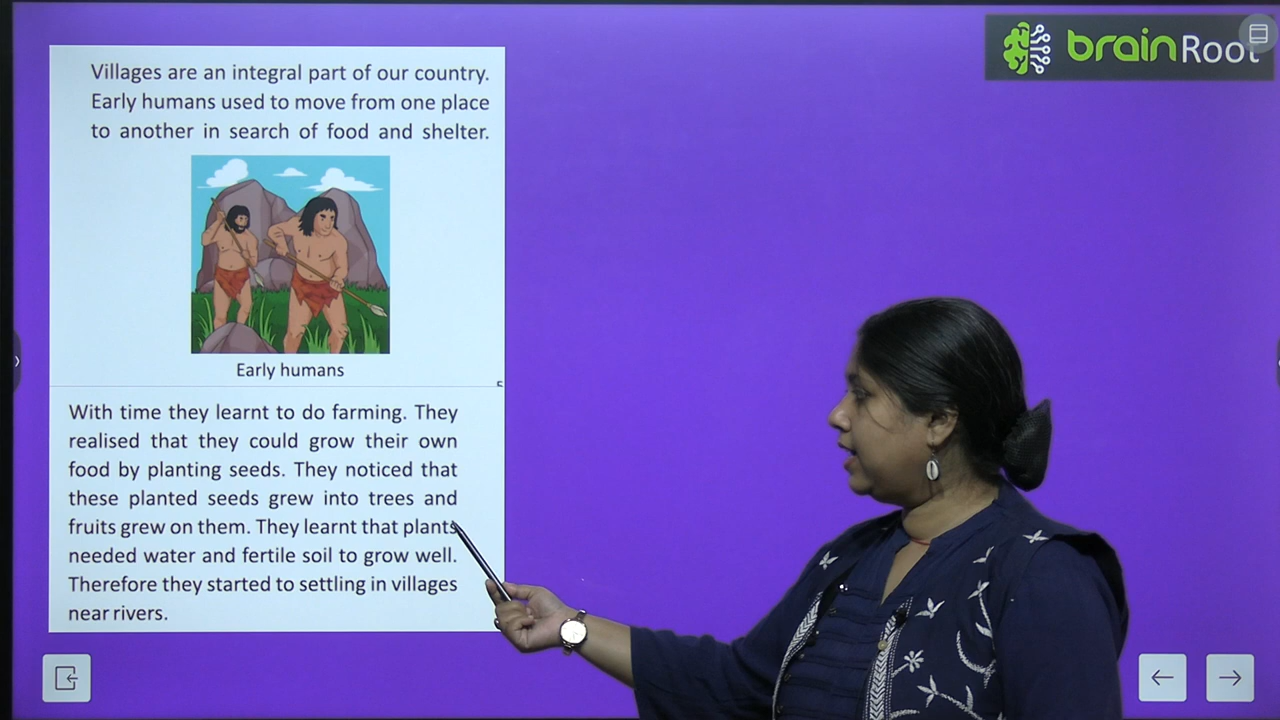 brain Root
Villages are an integral part of our country.
Early humans used to move from one place
to another in search of food and shelter.
Early humans
With time they learnt to do farming. They
realised that they could grow their own
food by planting seeds. They noticed that
these planted seeds grew into trees and
fruits grew on them. They learnt that plants
needed water and fertile soil to grow well.
Therefore they started to settling in villages
near rivers.